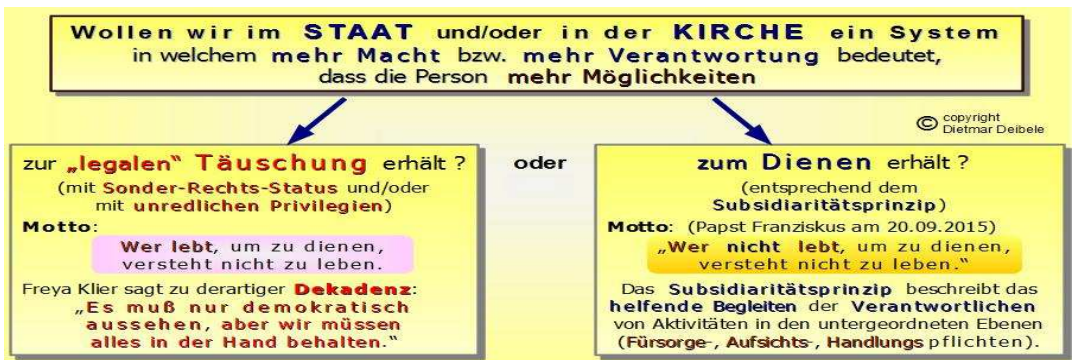 Wollen wir im STAAT und/oder in der KIRCHE ein System
in welchem mehr Macht bzw. mehr Verantwortung bedeutet,
dass die Person mehr Möglichkeiten
© copyright
Dietmar Deibele
zur „legalen“ Täuschung erhält ?
(mit Sonder-Rechts-Status und/oder
mit unredlichen Privilegien)
Motto:
Wer lebt, um zu dienen,
versteht nicht zu leben.
Freya Klier sagt zu derartiger Dekadenz:
„Es muß nur demokratisch
aussehen, aber wir müssen
alles in der Hand behalten.“
oder
zum Dienen erhält ?
(entsprechend dem
Subsidiaritätsprinzip)
Motto: (Papst Franziskus am 20.09.2015)
„Wer nicht lebt, um zu dienen,
versteht nicht zu leben.“
Das Subsidiaritätsprinzip beschreibt das
helfende Begleiten der Verantwortlichen
von Aktivitäten in den untergeordneten Ebenen
(Fürsorge-, Aufsichts-, Handlungspflichten).